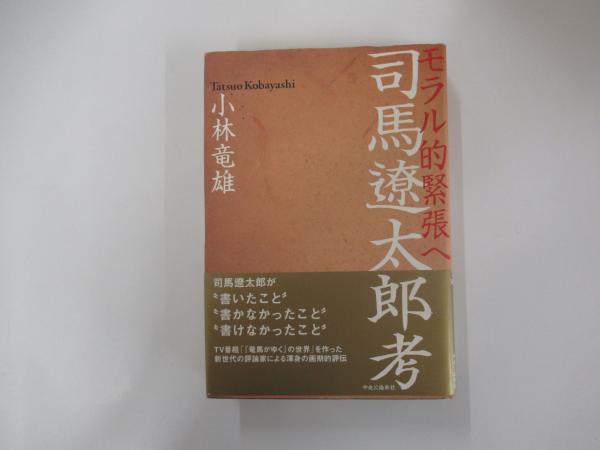 モラル的緊張へ
司馬遼太郎考
Tatsuo Kobayashi
小林竜雄
司馬遼太郎が
〝書いたこと〟
〝書かなかったこと〟
〝書けなかったこと〟
TV番組「『竜馬がゆく』の世界」を作った
新世代の評論家による渾身の画期的評伝
中央公論新社